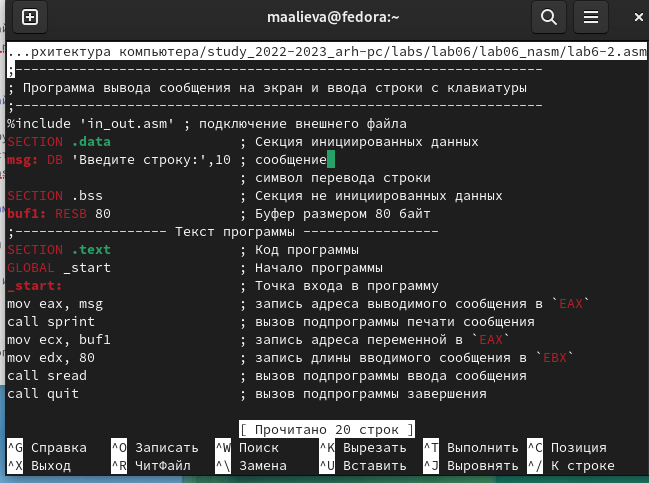 maalieva@fedora:~
...рхитектура компьютера/study_2022-2023_arh-pc/labs/lab06/lab06_nasm/lab6-2.asm
;------------------------------------------------------------------
; Программа вывода сообщения на экран и ввода строки с клавиатуры
;------------------------------------------------------------------
%include 'in_out.asm' ; подключение внешнего файла
SECTION .data ; Секция инициированных данных
msg: DB 'Введите строку:',10 ; сообщение
; символ перевода строки
SECTION .bss ; Секция не инициированных данных
buf1: RESB 80 ; Буфер размером 80 байт
;------------------- Текст программы -----------------
SECTION .text ; Код программы
GLOBAL _start ; Начало программы
_start: ; Точка входа в программу
mov eax, msg ; запись адреса выводимого сообщения в `EAX`
call sprint ; вызов подпрограммы печати сообщения
mov ecx, buf1 ; запись адреса переменной в `EAX`
mov edx, 80 ; запись длины вводимого сообщения в `EBX`
call sread ; вызов подпрограммы ввода сообщения
call quit ; вызов подпрограммы завершения
[ Прочитано 20 строк ]
^G Справка ^O Записать ^W Поиск ^K Вырезать ^T Выполнить ^C Позиция
^X Выход ^R ЧитФайл ^\ Замена ^U Вставить ^J Выровнять ^/ К строке